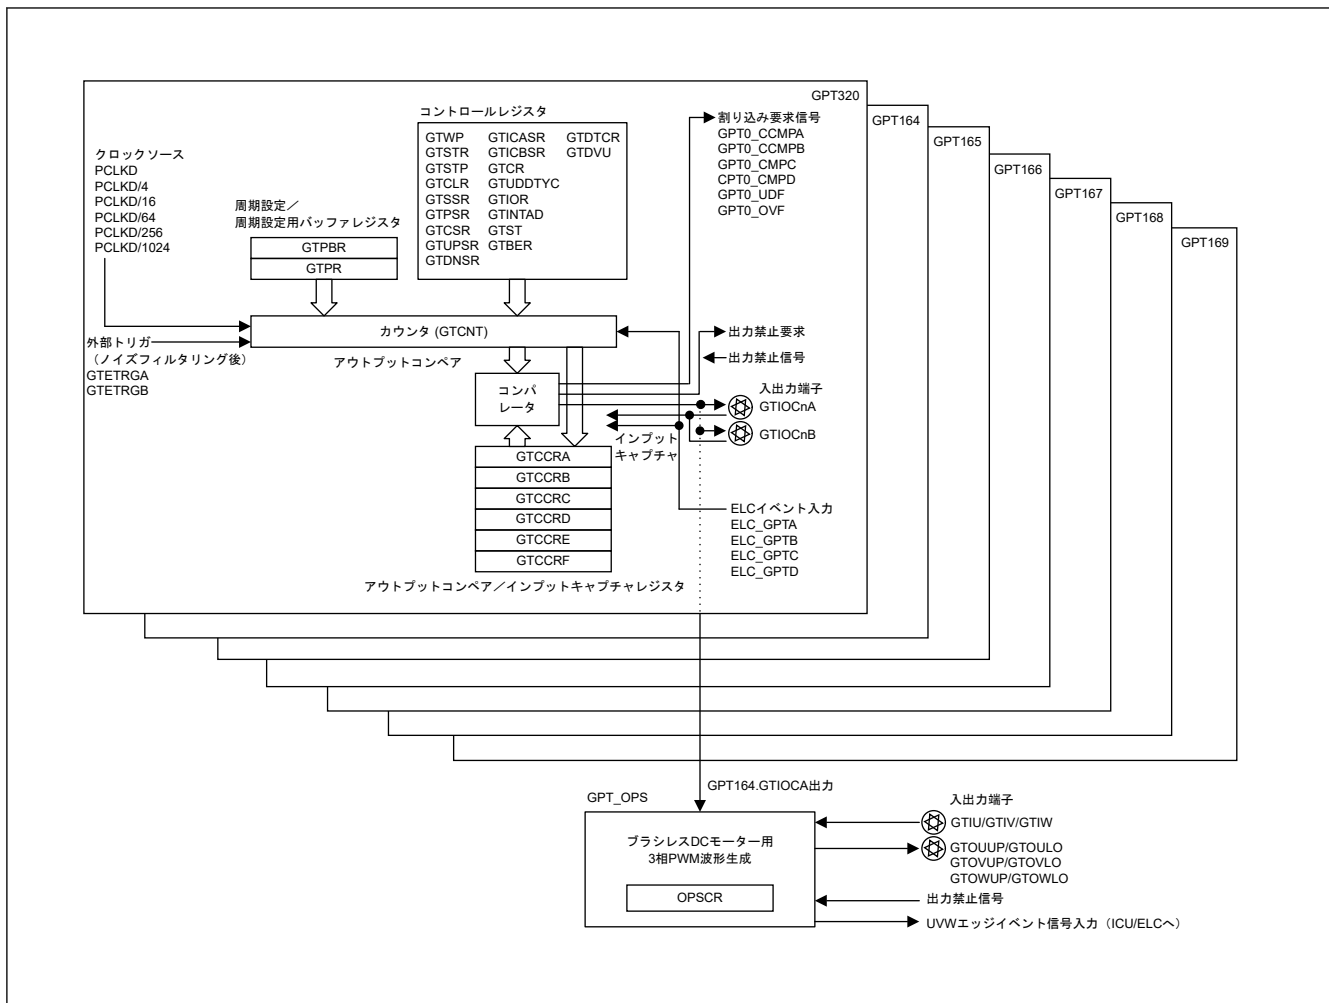 GPT320
GPT164
GPT165
GPT166
GPT167
GPT168
GPT169
クロックソース
PCLKD
PCLKD/4
PCLKD/16
PCLKD/64
PCLKD/256
PCLKD/1024
周期設定／
周期設定用バッファレジスタ
GTPBR
GTPR
コントロールレジスタ
GTWP GTICASR GTDTCR
GTSTR GTICBSR GTDVU
GTSTP GTCR
GTCLR GTUDDTYC
GTSSR GTIOR
GTPSR GTINTAD
GTCSR GTST
GTUPSR GTBER
GTDNSR
割り込み要求信号
GPT0_CCMPA
GPT0_CCMPB
GPT0_CMPC
CPT0_CMPD
GPT0_UDF
GPT0_OVF
カウンタ (GTCNT)
外部トリガ
（ノイズフィルタリング後）
GTETRGA
GTETRGB
アウトプットコンペア
コンパ
レータ
出力禁止要求
出力禁止信号
入出力端子
GTIOCnA
GTIOCnB
インプット
キャプチャ
GTCCRA
GTCCRB
GTCCRC
GTCCRD
GTCCRE
GTCCRF
アウトプットコンペア／インプットキャプチャレジスタ
ELCイベント入力
ELC_GPTA
ELC_GPTB
ELC_GPTC
ELC_GPTD
GPT164.GTIOCA出力
GPT_OPS
ブラシレスDCモーター用
3相PWM波形生成
OPSCR
入出力端子
GTIU/GTIV/GTIW
GTOUUP/GTOULO
GTOVUP/GTOVLO
GTOWUP/GTOWLO
出力禁止信号
UVWエッジイベント信号入力（ICU/ELCへ）